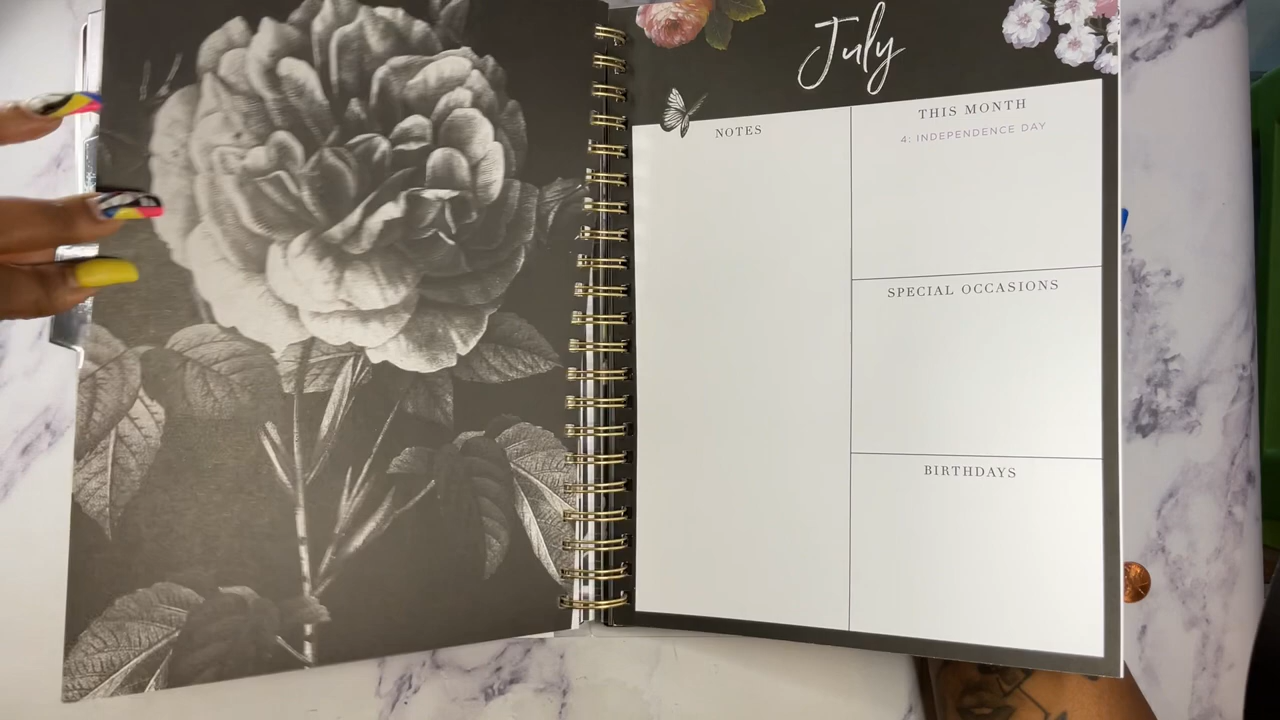 July
NOTES
THIS MONTH
4: INDEPENDENCE DAY
SPECIAL OCCASIONS
BIRTHDAYS